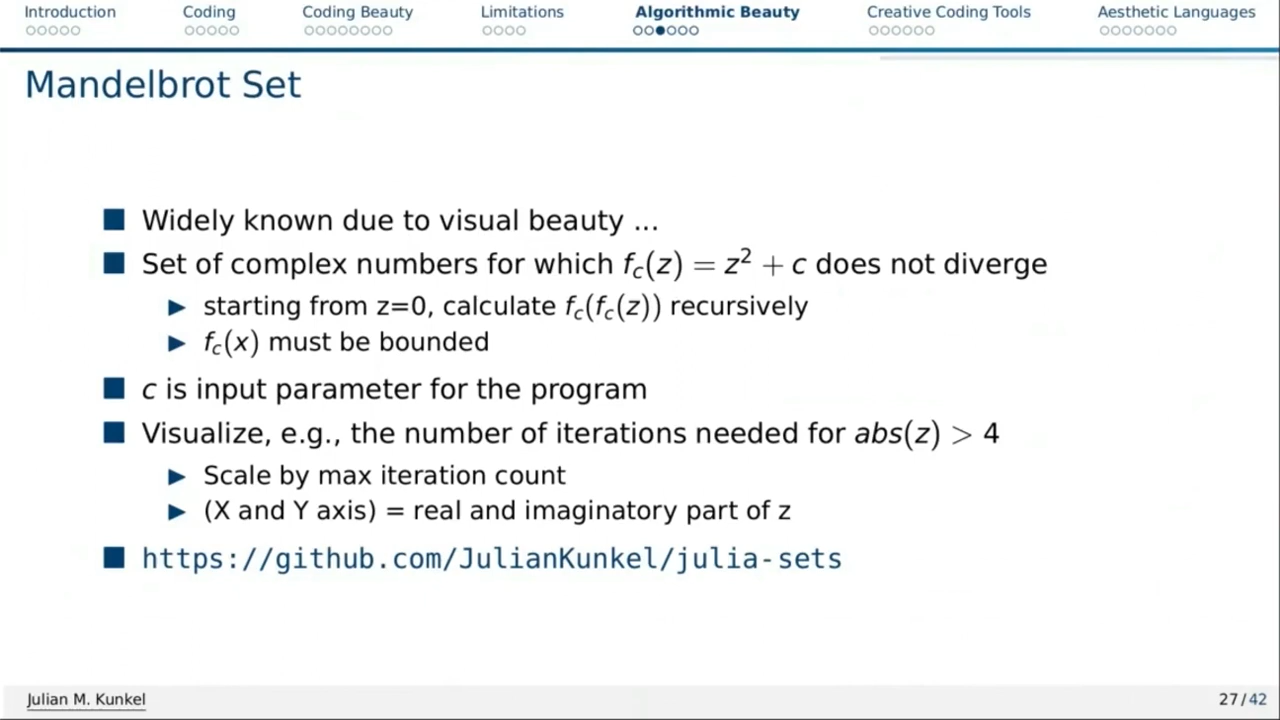 Introduction Coding Coding Beauty Limitations Algorithmic Beauty Creative Coding Tools Aesthetic Languages
Mandelbrot Set
Widely known due to visual beauty ...
Set of complex numbers for which f_c(z) = z² + c does not diverge
starting from z=0, calculate f_c(f_c(z)) recursively
f_c(x) must be bounded
c is input parameter for the program
Visualize, e.g., the number of iterations needed for abs(z) > 4
Scale by max iteration count
(X and Y axis) = real and imaginatory part of z
https://github.com/JulianKunkel/julia-sets
Julian M. Kunkel 27/42